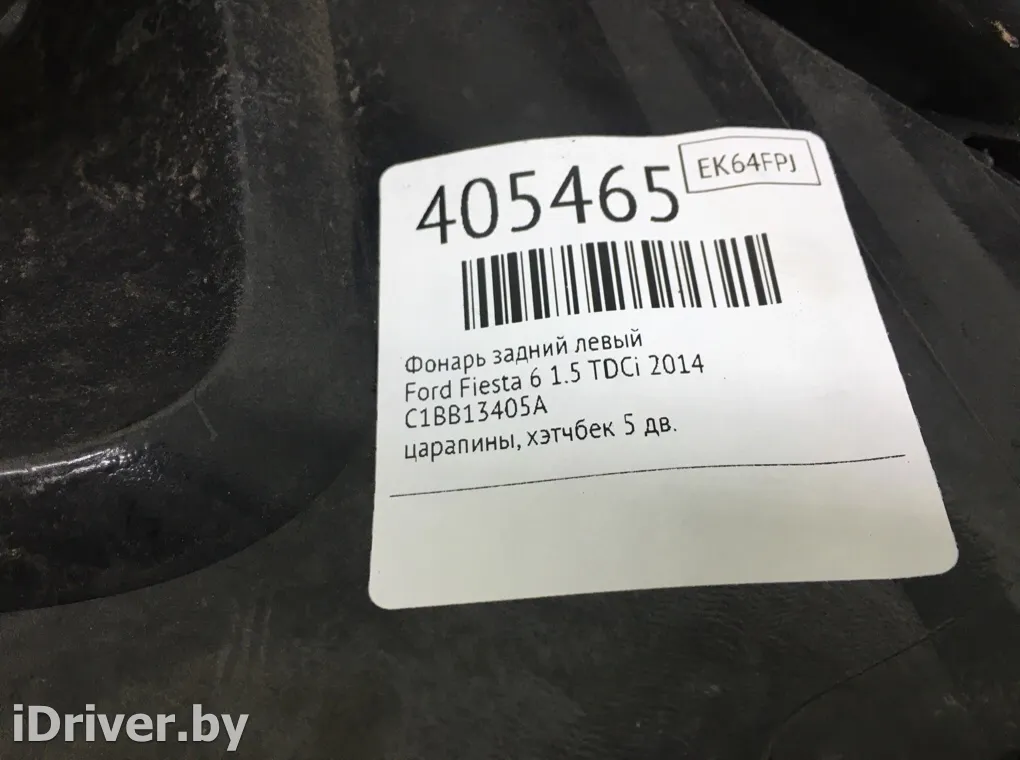 405465
EK64FPJ
Фонарь задний левый
Ford Fiesta 6 1.5 TDCi 2014
C1BB13405A
царапины, хэтчбек 5 дв.
iDriver.by